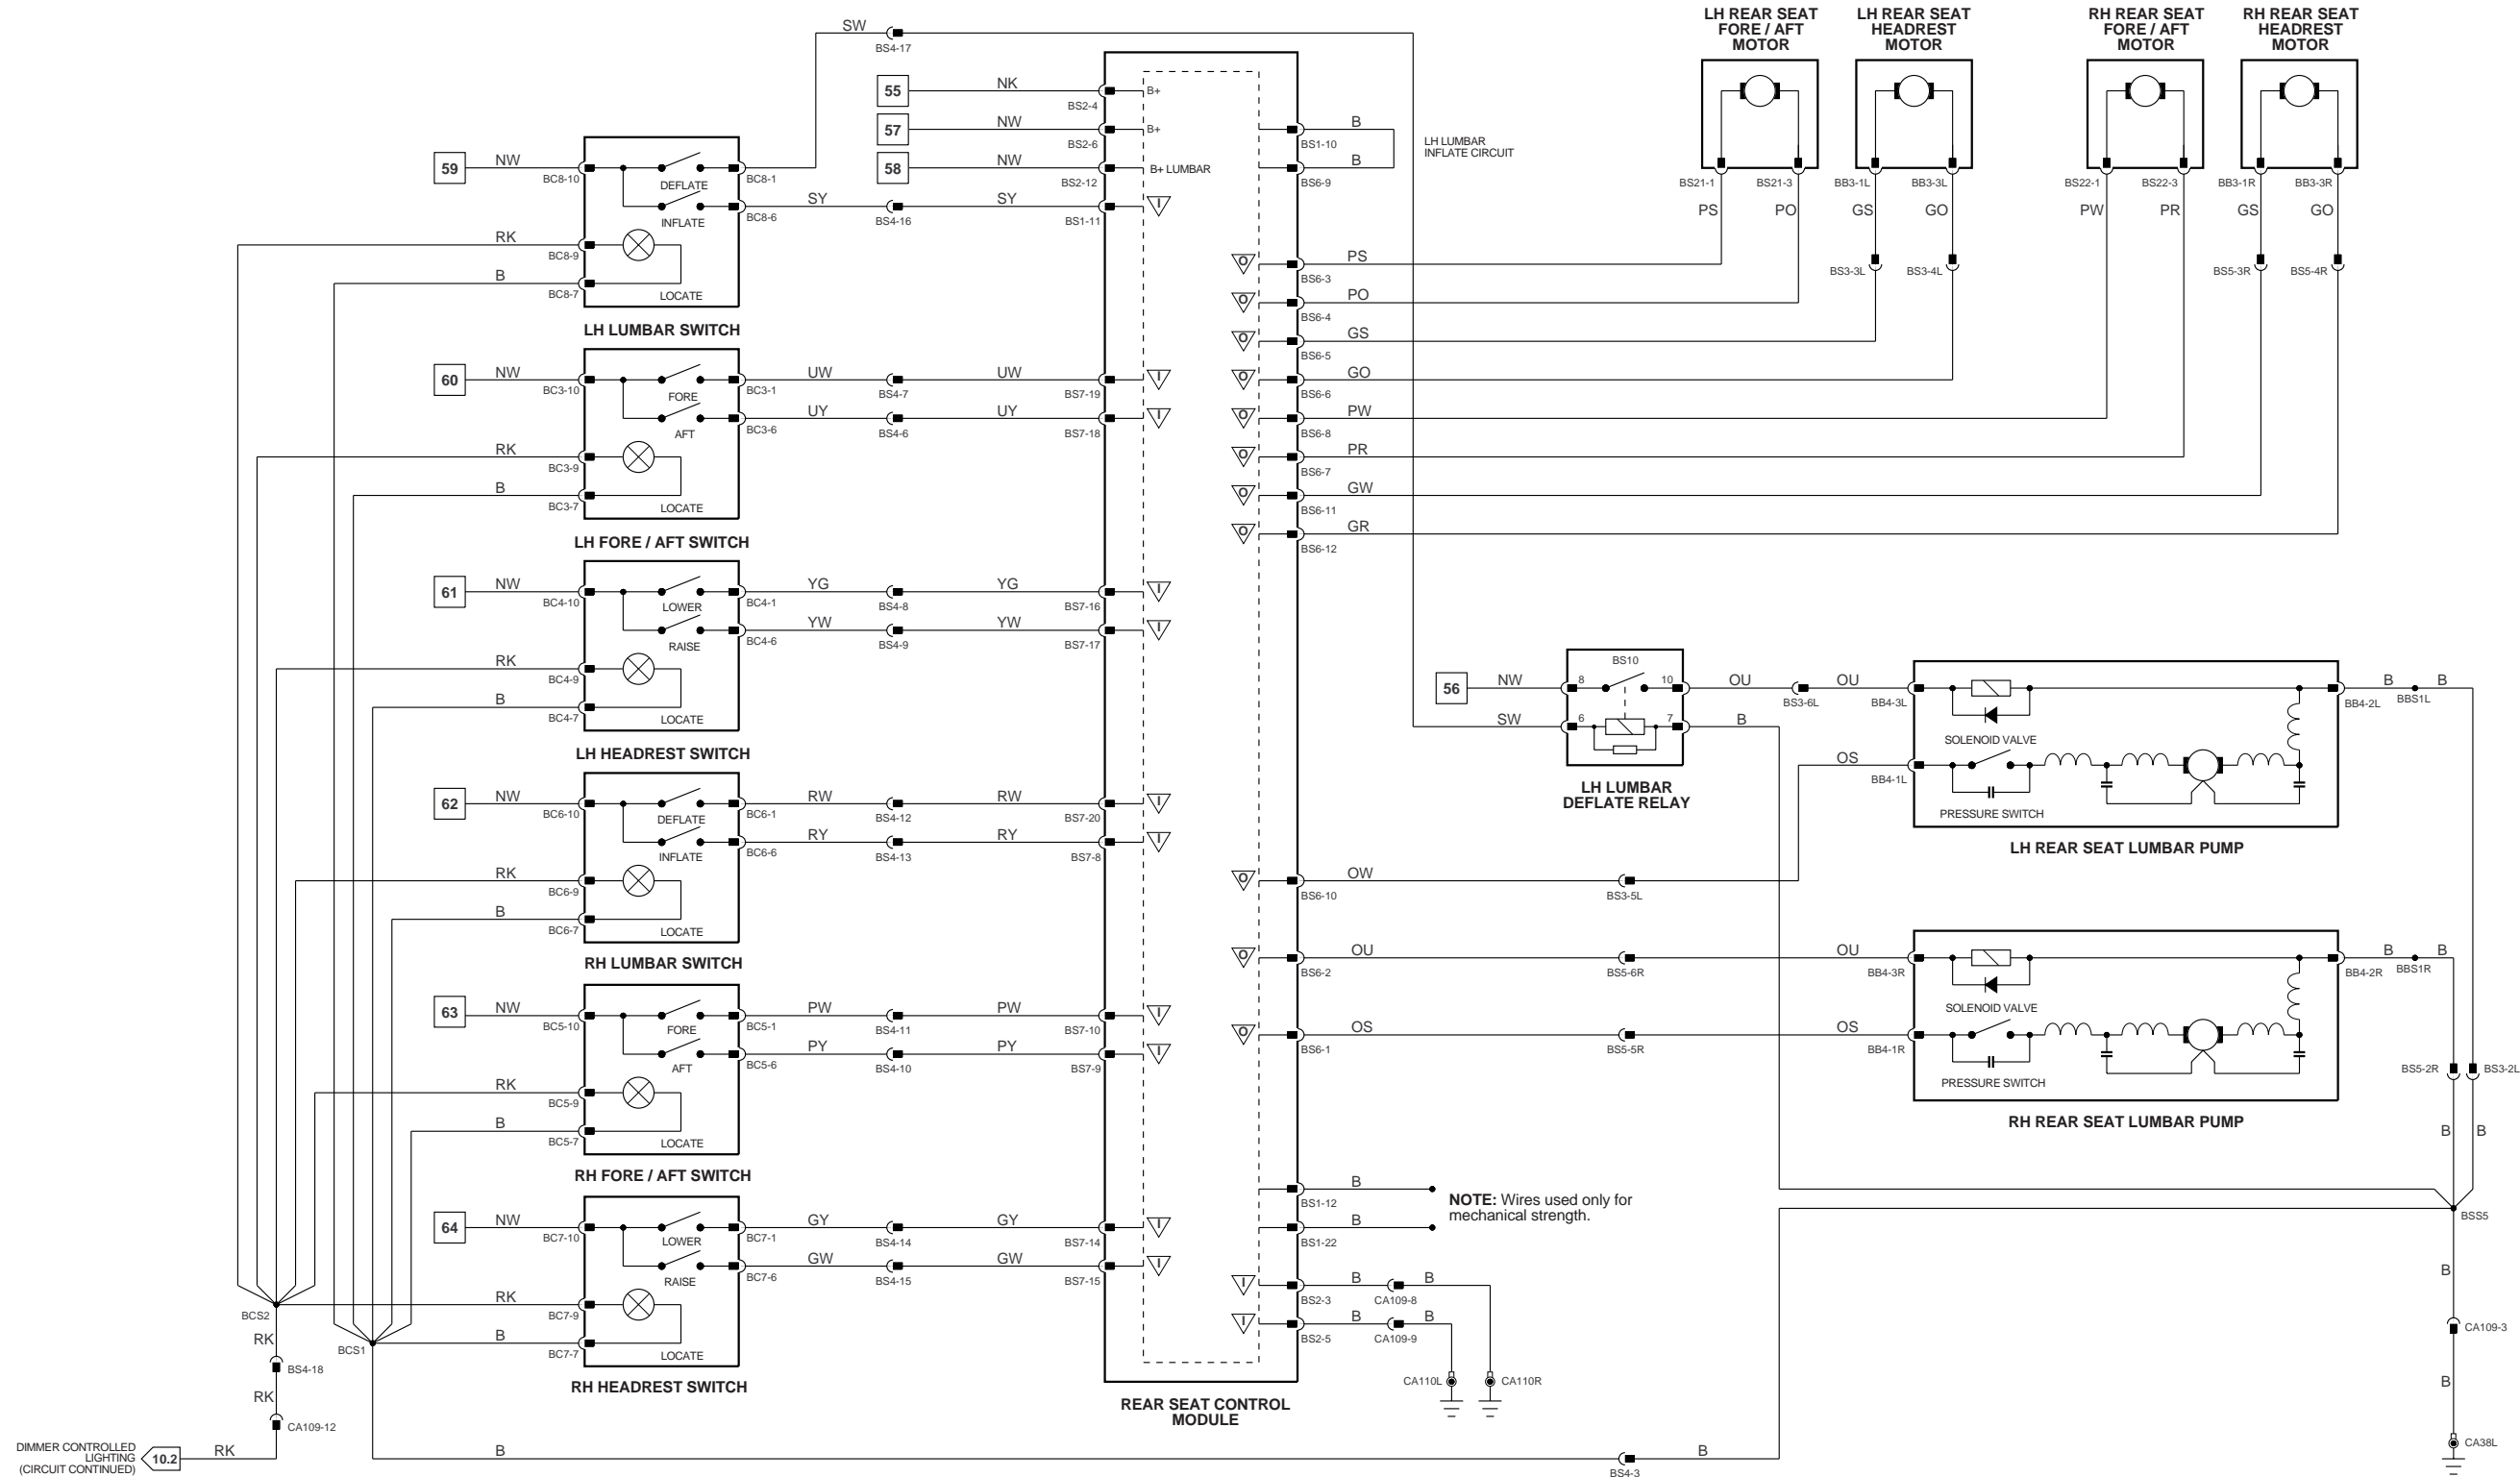 LH REAR SEAT
FORE / AFT
MOTOR
LH REAR SEAT
HEADREST
MOTOR
RH REAR SEAT
FORE / AFT
MOTOR
RH REAR SEAT
HEADREST
MOTOR
SW
BS4-17
55
NK
BS2-4
B+
57
NW
BS2-6
B+
58
NW
BS2-12
B+ LUMBAR
B
BS1-10
B
BS6-9
LH LUMBAR
INFLATE CIRCUIT
59
NW
BC8-10
DEFLATE
BC8-1
INFLATE
BC8-6
SY
BS4-16
SY
BS1-11
I
RK
BC8-9
B
BC8-7
LOCATE
LH LUMBAR SWITCH
BS21-1
BS21-3
BB3-1L
BB3-3L
BS22-1
BS22-3
BB3-1R
BB3-3R
PS
PO
GS
GO
PW
PR
GS
GO
BS3-3L
BS3-4L
BS5-3R
BS5-4R
O
PS
BS6-3
O
PO
BS6-4
O
GS
BS6-5
O
GO
BS6-6
O
PW
BS6-8
O
PR
BS6-7
O
GW
BS6-11
O
GR
BS6-12
60
NW
BC3-10
FORE
BC3-1
UW
BS4-7
UW
BS7-19
I
AFT
BC3-6
UY
BS4-6
UY
BS7-18
I
RK
BC3-9
B
BC3-7
LOCATE
LH FORE / AFT SWITCH
61
NW
BC4-10
LOWER
BC4-1
YG
BS4-8
YG
BS7-16
I
RAISE
BC4-6
YW
BS4-9
YW
BS7-17
I
RK
BC4-9
B
BC4-7
LOCATE
LH HEADREST SWITCH
56
NW
BS10
8
10
OU
BS3-6L
OU
BB4-3L
SW
6
7
B
LH LUMBAR
DEFLATE RELAY
SOLENOID VALVE
OS
BB4-1L
PRESSURE SWITCH
BB4-2L
B
BBS1L
B
LH REAR SEAT LUMBAR PUMP
62
NW
BC6-10
DEFLATE
BC6-1
RW
BS4-12
RW
BS7-20
I
INFLATE
BC6-6
RY
BS4-13
RY
BS7-8
I
RK
BC6-9
B
BC6-7
LOCATE
RH LUMBAR SWITCH
O
OW
BS6-10
BS3-5L
O
OU
BS6-2
BS5-6R
OU
BB4-3R
O
OS
BS6-1
BS5-5R
OS
BB4-1R
SOLENOID VALVE
PRESSURE SWITCH
BB4-2R
B
BBS1R
B
RH REAR SEAT LUMBAR PUMP
BS5-2R
BS3-2L
B
B
63
NW
BC5-10
FORE
BC5-1
PW
BS4-11
PW
BS7-10
I
AFT
BC5-6
PY
BS4-10
PY
BS7-9
I
RK
BC5-9
B
BC5-7
LOCATE
RH FORE / AFT SWITCH
64
NW
BC7-10
LOWER
BC7-1
GY
BS4-14
GY
BS7-14
I
RAISE
BC7-6
GW
BS4-15
GW
BS7-15
I
RK
BC7-9
B
BC7-7
LOCATE
RH HEADREST SWITCH
B
BS1-12
B
BS1-22
NOTE: Wires used only for
mechanical strength.
I
B
BS2-3
CA109-8
B
I
B
BS2-5
CA109-9
B
CA110L
CA110R
REAR SEAT CONTROL
MODULE
BSS5
B
CA109-3
B
CA38L
BCS2
RK
BS4-18
RK
CA109-12
BCS1
DIMMER CONTROLLED
LIGHTING
(CIRCUIT CONTINUED)
10.2
RK
B
BS4-3
B